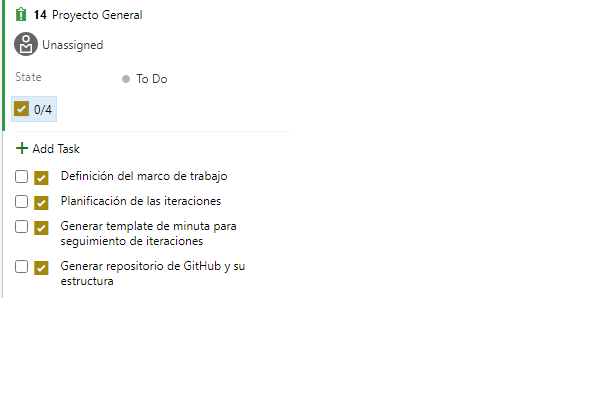 14 Proyecto General
Unassigned
State
To Do
0/4
Add Task
Definición del marco de trabajo
Planificación de las iteraciones
Generar template de minuta para
seguimiento de iteraciones
Generar repositorio de GitHub y su
estructura